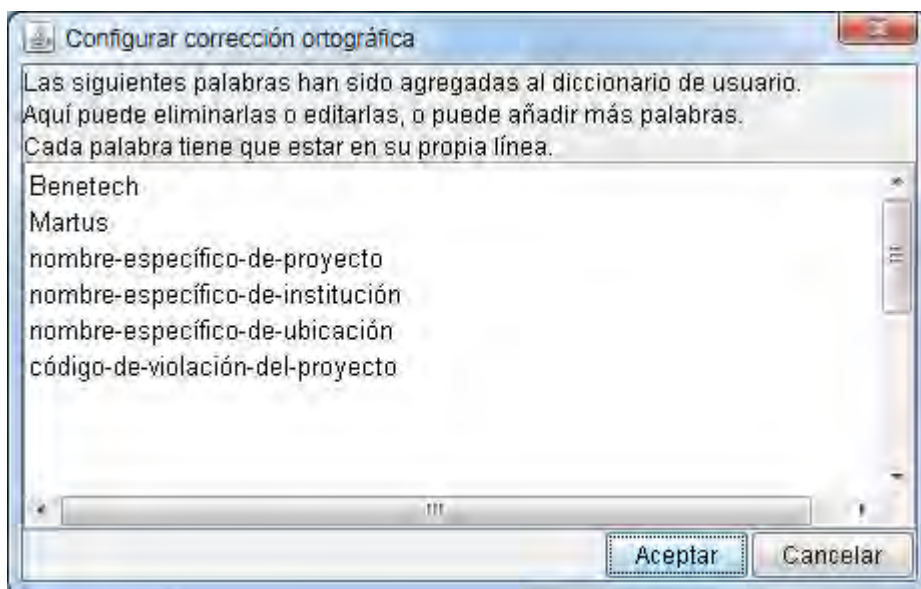 Configurar corrección ortográfica
Las siguientes palabras han sido agregadas al diccionario de usuario.
Aquí puede eliminarlas o editarlas, o puede añadir más palabras.
Cada palabra tiene que estar en su propia línea.
Benetech
Martus
nombre-específico-de-proyecto
nombre-específico-de-institución
nombre-específico-de-ubicación
código-de-violación-del-proyecto
Aceptar
Cancelar